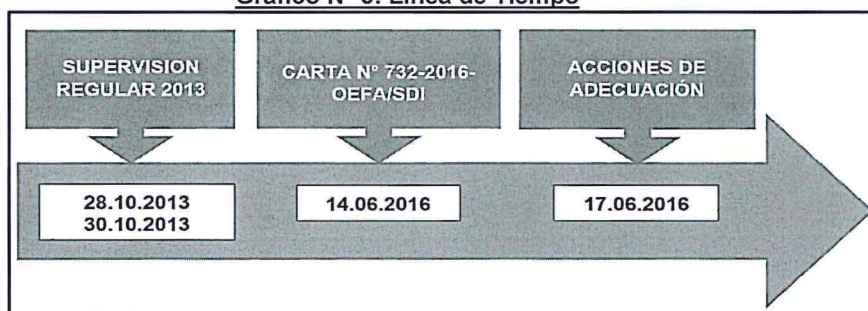 SUPERVISION
REGULAR 2013
CARTA N° 732-2016-
OEFA/SDI
ACCIONES DE
ADECUACIÓN
28.10.2013
30.10.2013
14.06.2016
17.06.2016